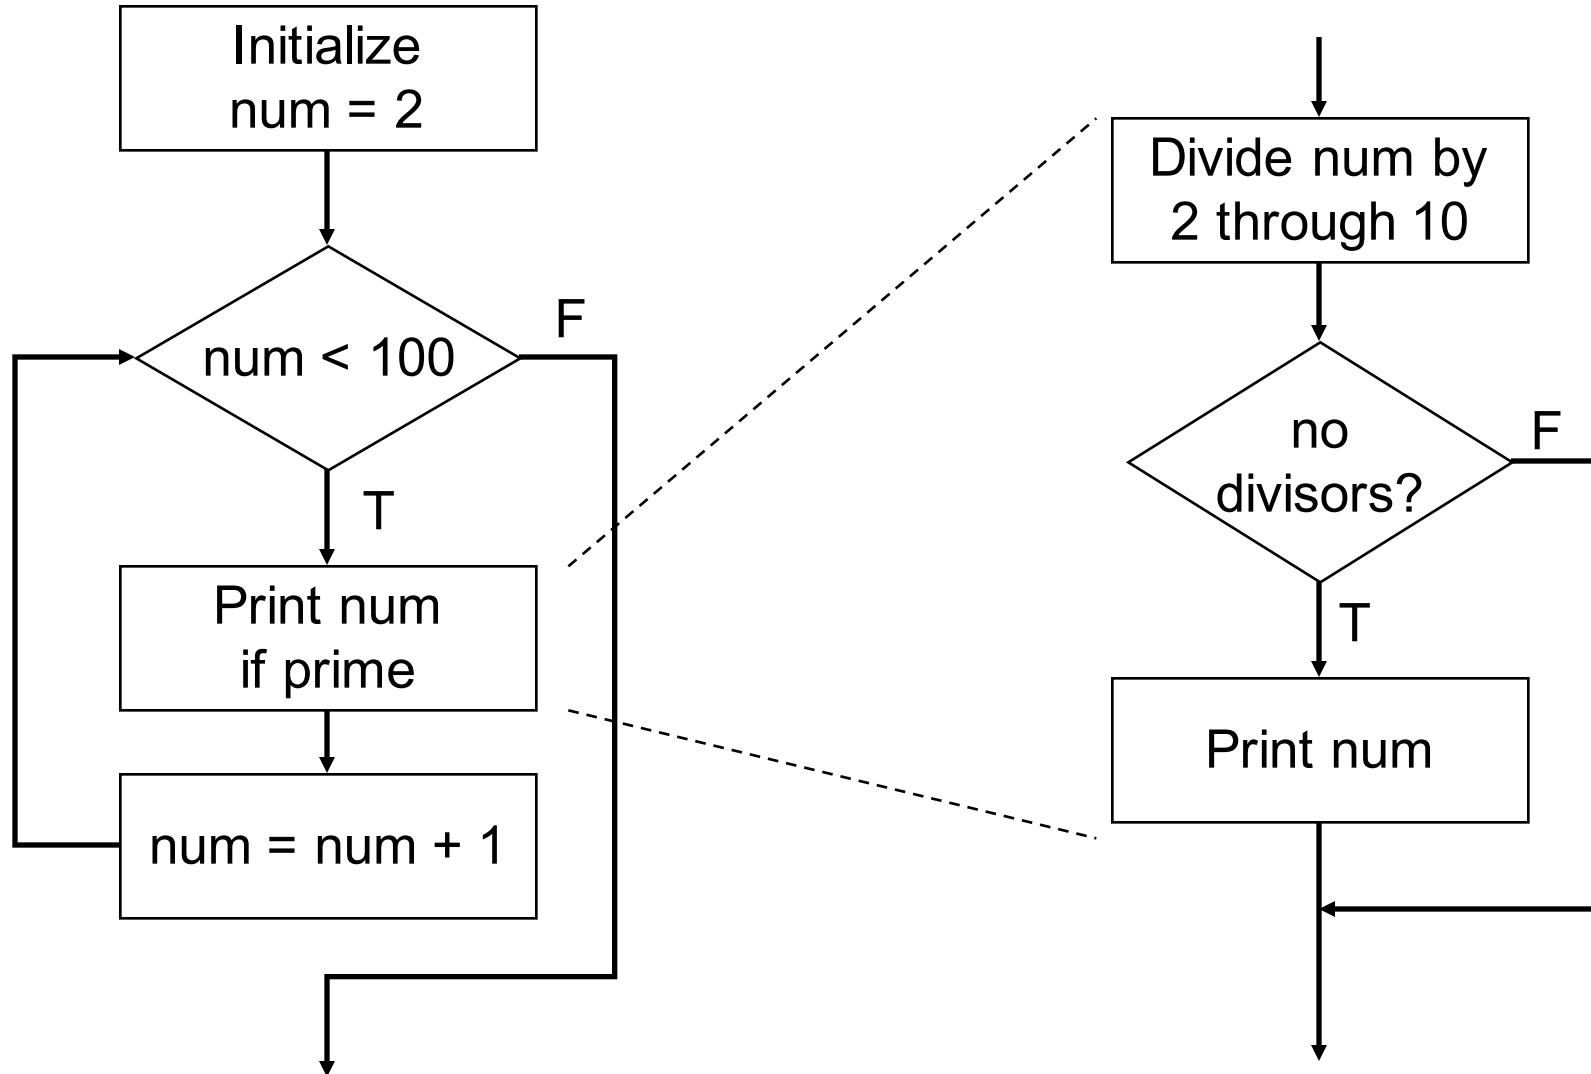 Initialize
num = 2
num < 100
F
T
Print num
if prime
num = num + 1
Divide num by
2 through 10
no
divisors?
F
T
Print num